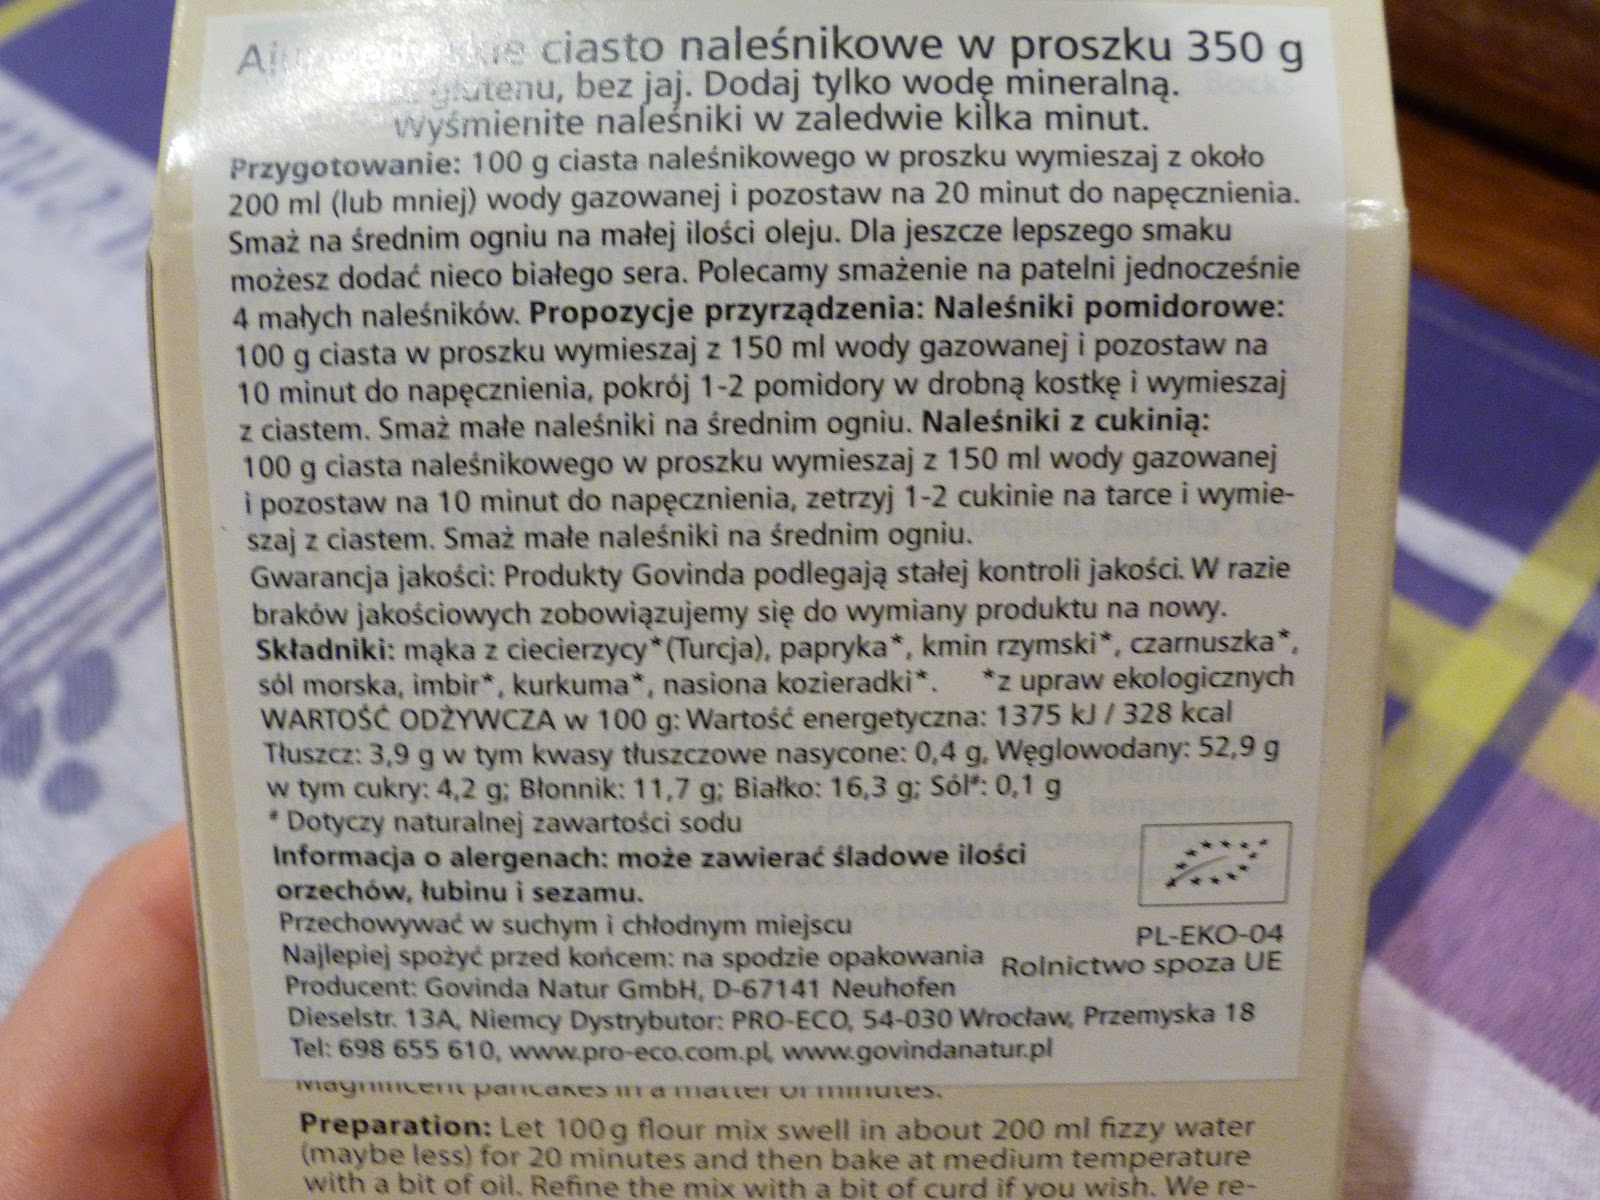 ciasto naleśnikowe w proszku 350 g
glutenu, bez jaj. Dodaj tylko wodę mineralną.
Wyśmienite naleśniki w zaledwie kilka minut.
Przygotowanie: 100 g ciasta naleśnikowego w proszku wymieszaj z około
200 ml (lub mniej) wody gazowanej i pozostaw na 20 minut do napęcznienia.
Smaż na średnim ogniu na małej ilości oleju. Dla jeszcze lepszego smaku
możesz dodać nieco białego sera. Polecamy smażenie na patelni jednocześnie
4 małych naleśników. Propozycje przyrządzenia: Naleśniki pomidorowe:
100 g ciasta w proszku wymieszaj z 150 ml wody gazowanej i pozostaw na
10 minut do napęcznienia, pokrój 1-2 pomidory w drobną kostkę i wymieszaj
z ciastem. Smaż małe naleśniki na średnim ogniu. Naleśniki z cukinią:
100 g ciasta naleśnikowego w proszku wymieszaj z 150 ml wody gazowanej
i pozostaw na 10 minut do napęcznienia, zetrzyj 1-2 cukinie na tarce i wymie-
szaj z ciastem. Smaż małe naleśniki na średnim ogniu.
Gwarancja jakości: Produkty Govinda podlegają stałej kontroli jakości. W razie
braków jakościowych zobowiązujemy się do wymiany produktu na nowy.
Składniki: mąka z ciecierzycy*(Turcja), papryka*, kmin rzymski*, czarnuszka*,
sól morska, imbir*, kurkuma*, nasiona kozieradki*. *z upraw ekologicznych
WARTOŚĆ ODŻYWCZA w 100 g: Wartość energetyczna: 1375 kJ / 328 kcal
Tłuszcz: 3,9 g w tym kwasy tłuszczowe nasycone: 0,4 g, Węglowodany: 52,9 g
w tym cukry: 4,2 g; Błonnik: 11,7 g; Białko: 16,3 g; Sól#: 0,1 g
# Dotyczy naturalnej zawartości sodu
Informacja o alergenach: może zawierać śladowe ilości
orzechów, łubinu i sezamu.
Przechowywać w suchym i chłodnym miejscu
PL-EKO-04
Najlepiej spożyć przed końcem: na spodzie opakowania
Rolnictwo spoza UE
Producent: Govinda Natur GmbH, D-67141 Neuhofen
Dieselstr. 13A, Niemcy Dystrybutor: PRO-ECO, 54-030 Wrocław, Przemyska 18
Tel: 698 655 610, www.pro-eco.com.pl, www.govindanatur.pl
Magnificent pancakes in a matter of minutes.
Preparation: Let 100g flour mix swell in about 200 ml fizzy water
(maybe less) for 20 minutes and then bake at medium temperature
with a bit of oil. Refine the mix with a bit of curd if you wish. We re-